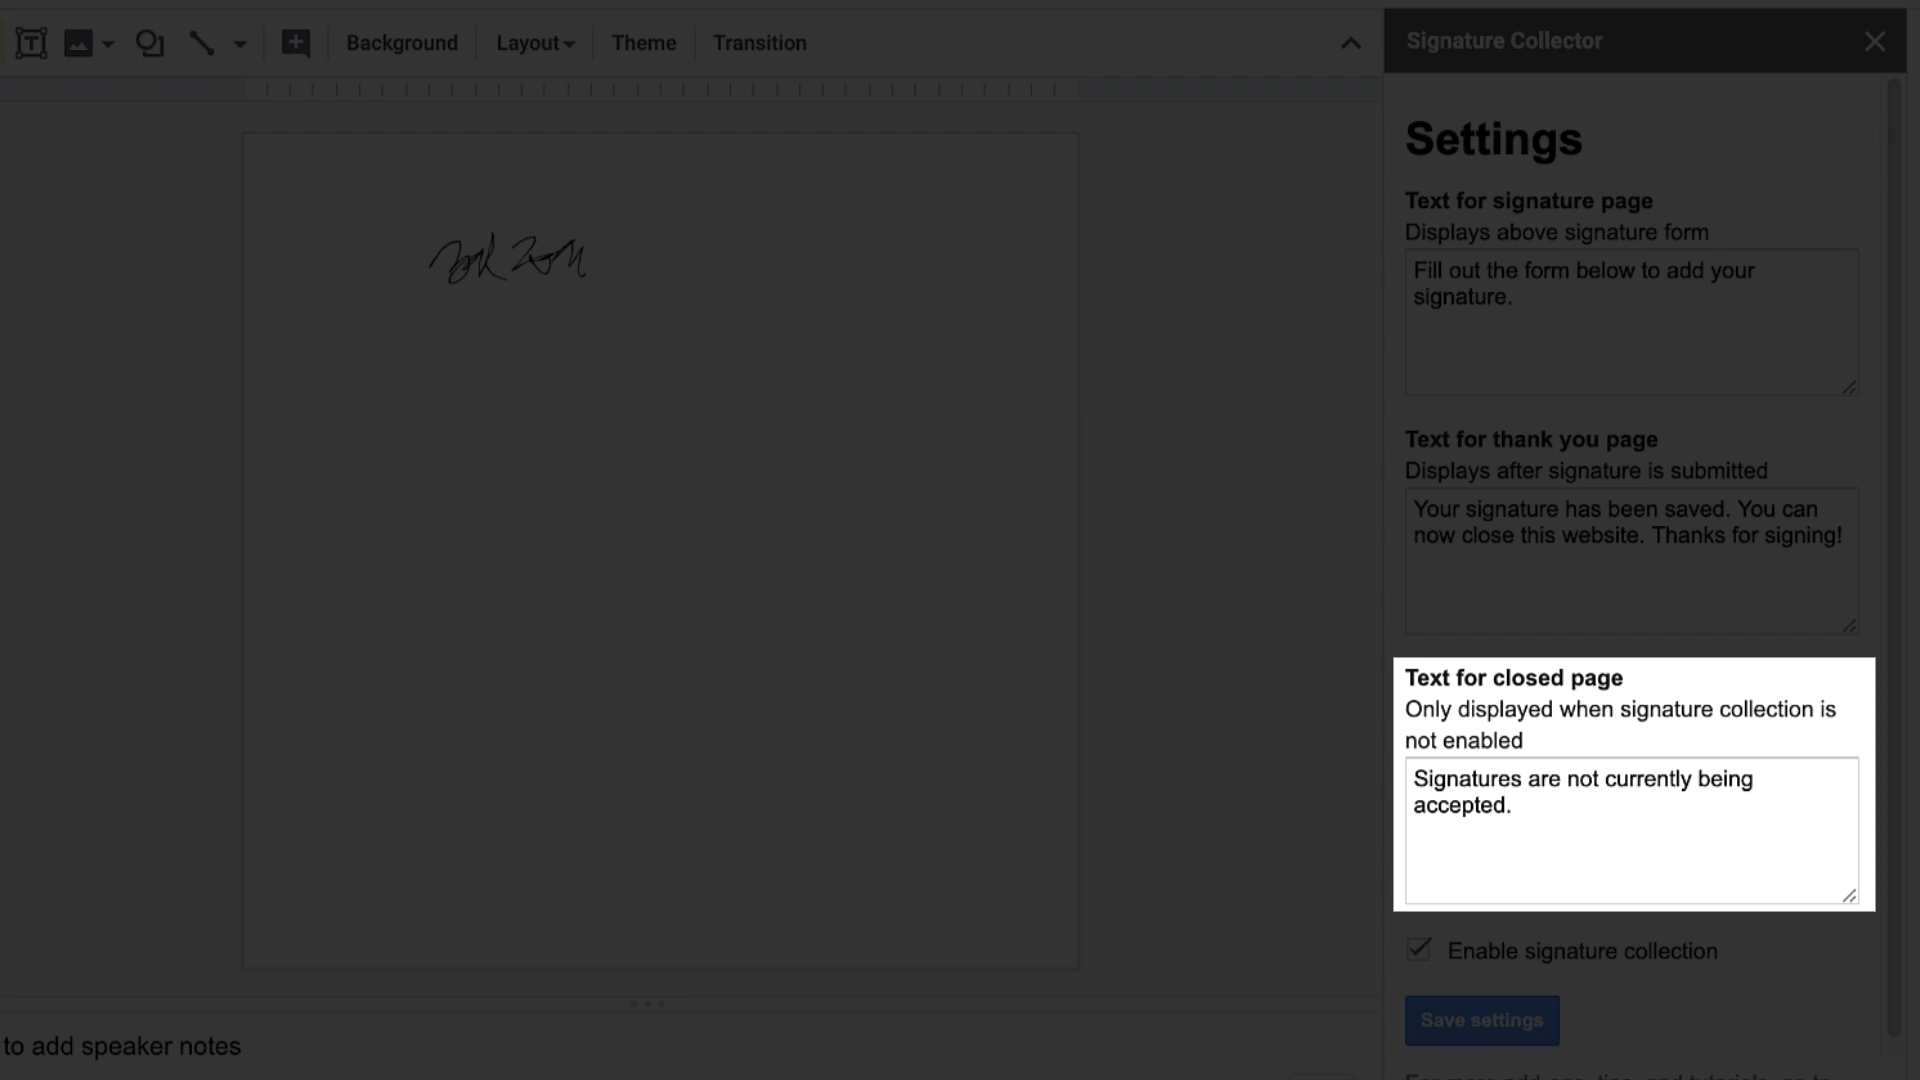 Background Layout Theme Transition
to add speaker notes
Signature Collector
Settings
Text for signature page
Displays above signature form
Fill out the form below to add your
signature.
Text for thank you page
Displays after signature is submitted
Your signature has been saved. You can
now close this website. Thanks for signing!
Text for closed page
Only displayed when signature collection is
not enabled
Signatures are not currently being
accepted.
Enable signature collection
Save settings